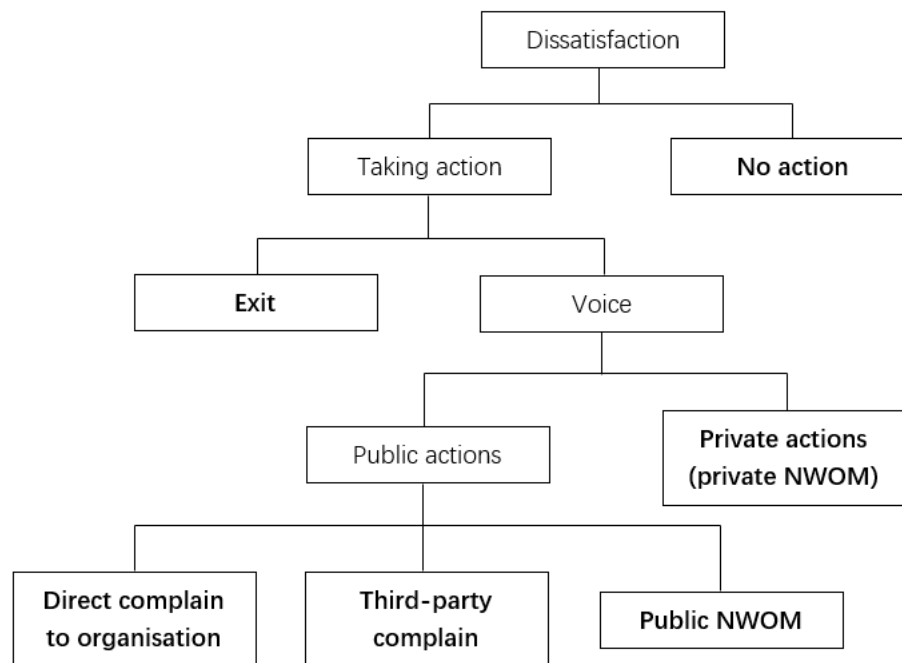 Dissatisfaction
Taking action
No action
Exit
Voice
Public actions
Private actions
(private NWOM)
Direct complain
to organisation
Third-party
complain
Public NWOM